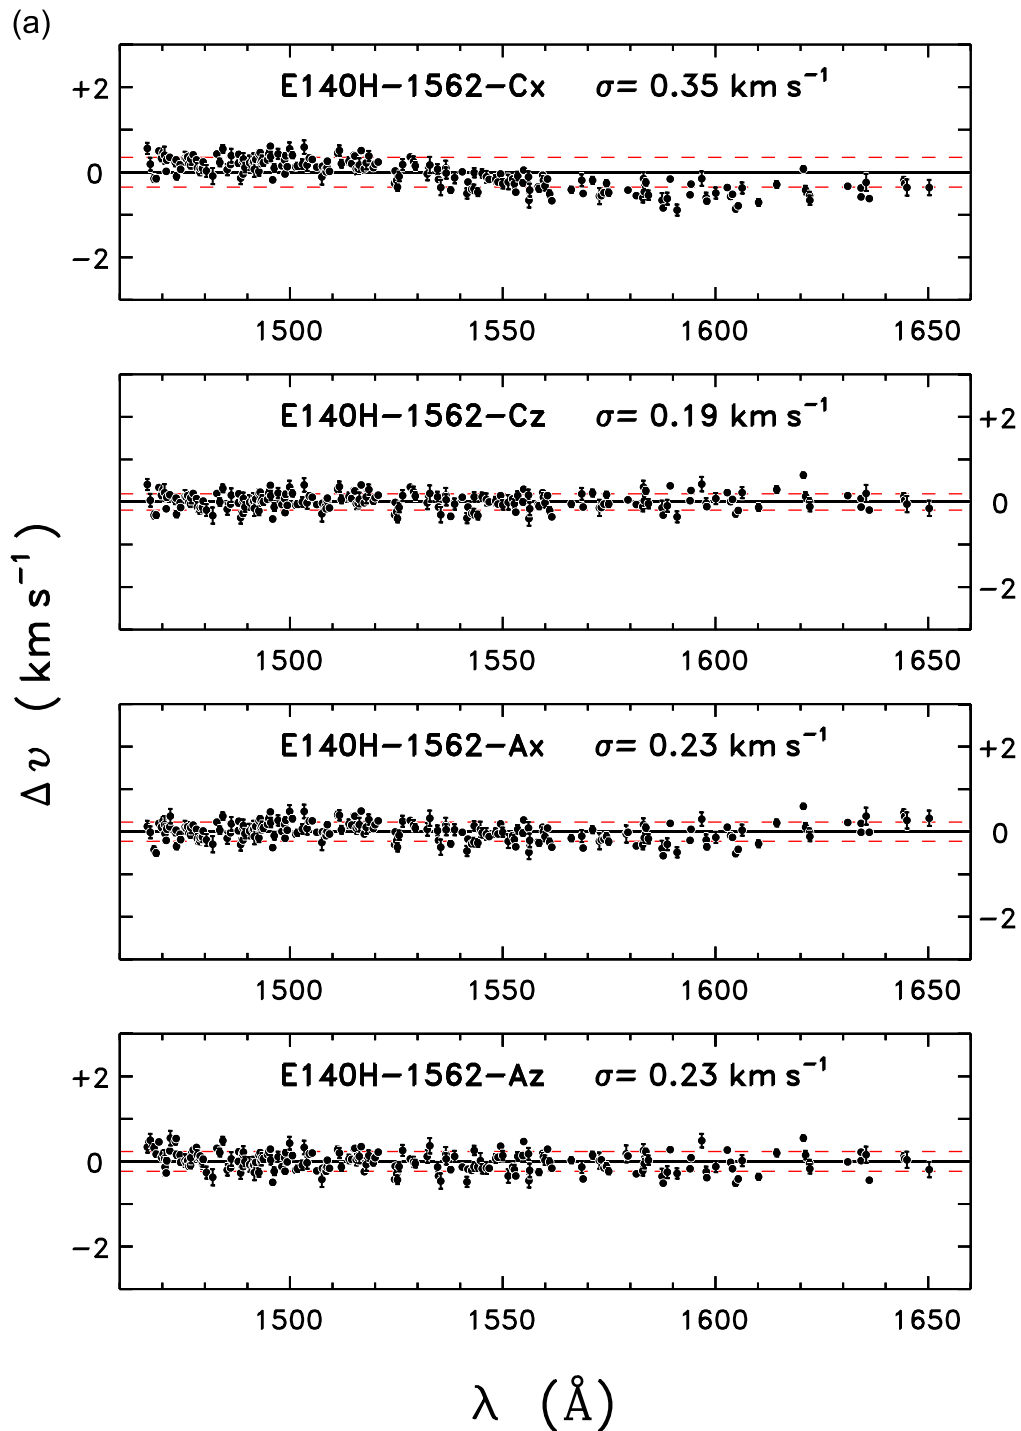 (a)
E140H−1562−Cx σ= 0.35 km s⁻¹
+2
0
−2
1500 1550 1600 1650
E140H−1562−Cz σ= 0.19 km s⁻¹
+2
0
−2
1500 1550 1600 1650
Δv (km s⁻¹)
E140H−1562−Ax σ= 0.23 km s⁻¹
+2
0
−2
1500 1550 1600 1650
E140H−1562−Az σ= 0.23 km s⁻¹
+2
0
−2
1500 1550 1600 1650
λ (Å)